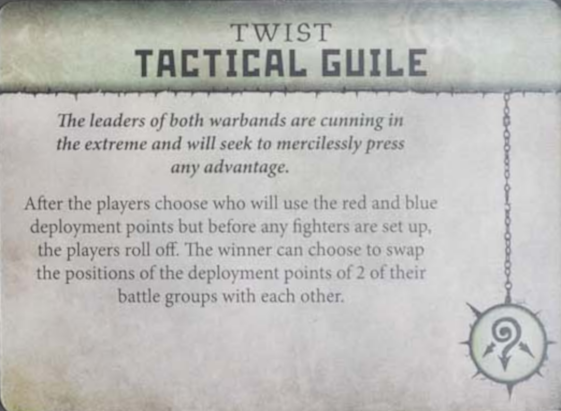 TWIST
TACTICAL GUILE
The leaders of both warbands are cunning in
the extreme and will seek to mercilessly press
any advantage.
After the players choose who will use the red and blue
deployment points but before any fighters are set up,
the players roll off. The winner can choose to swap
the positions of the deployment points of 2 of their
battle groups with each other.